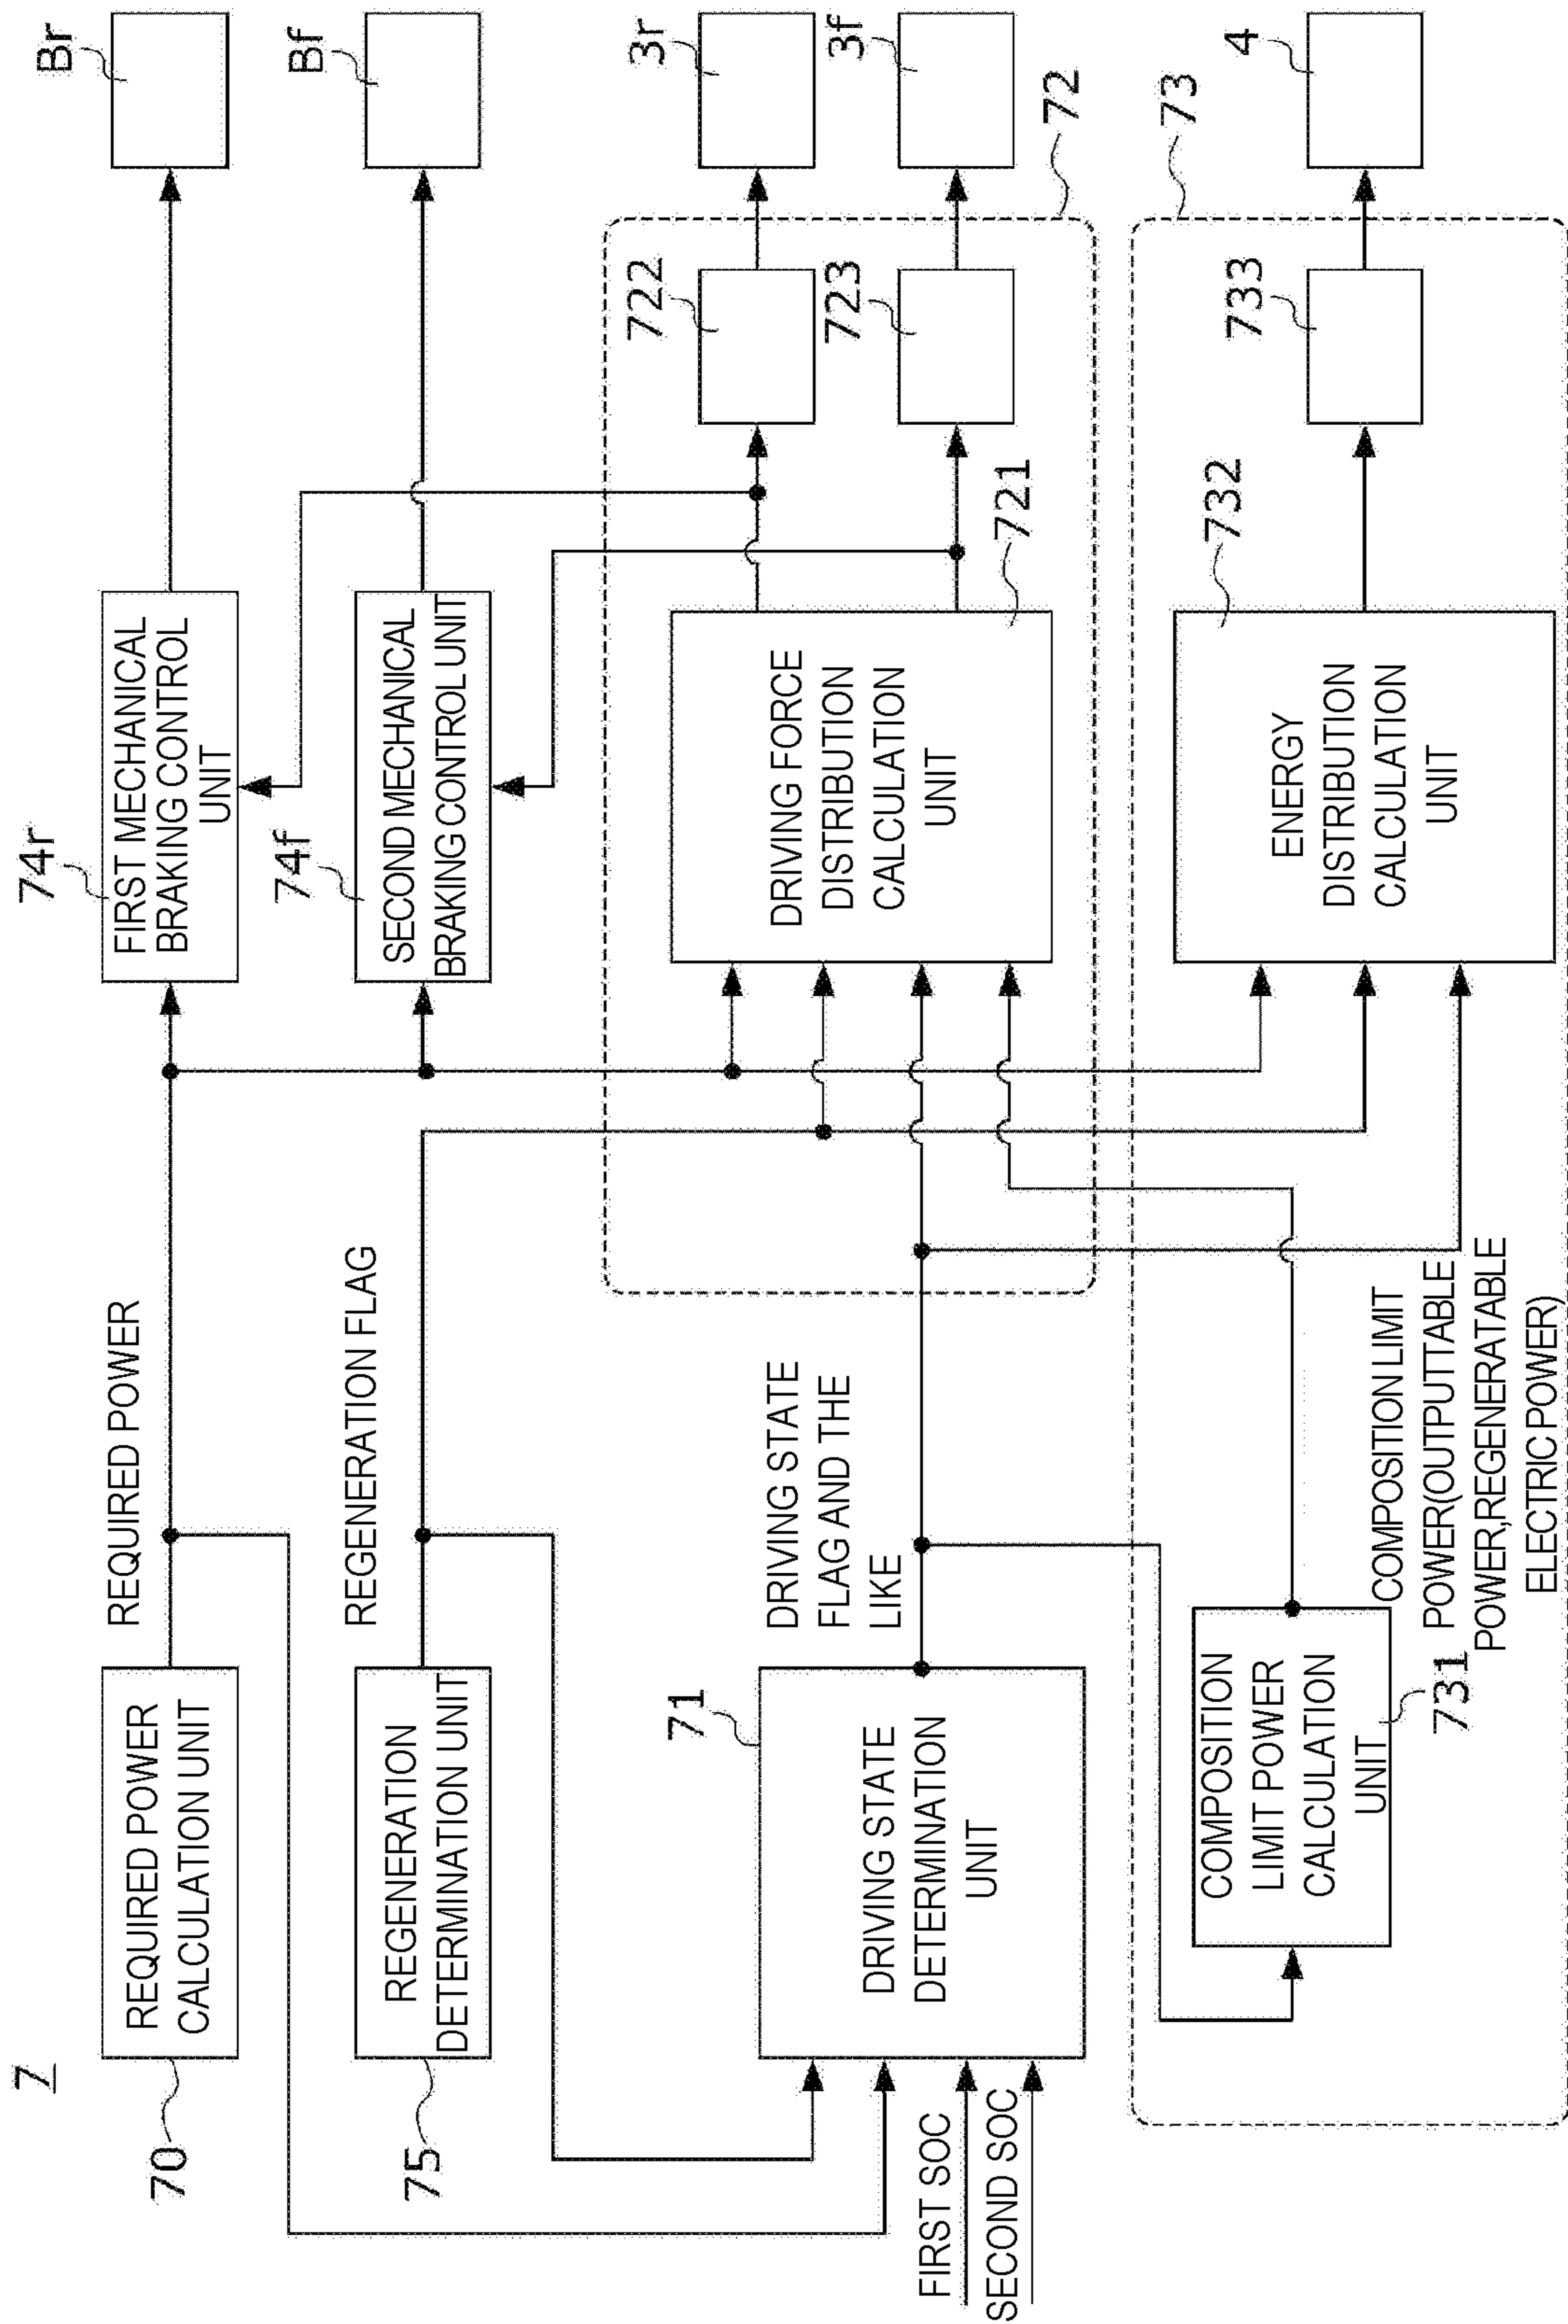 7
70
REQUIRED POWER
CALCULATION UNIT
REQUIRED POWER
74r
FIRST MECHANICAL
BRAKING CONTROL
UNIT
Br
75
REGENERATION
DETERMINATION UNIT
REGENERATION FLAG
74f
SECOND MECHANICAL
BRAKING CONTROL UNIT
Bf
FIRST SOC
SECOND SOC
71
DRIVING STATE
DETERMINATION
UNIT
DRIVING STATE
FLAG AND THE
LIKE
DRIVING FORCE
DISTRIBUTION
CALCULATION
UNIT
721
722
723
3r
3f
72
COMPOSITION
LIMIT POWER
CALCULATION
UNIT
731
COMPOSITION LIMIT
POWER(OUTPUTTABLE
POWER,REGENERATABLE
ELECTRIC POWER)
ENERGY
DISTRIBUTION
CALCULATION
UNIT
732
733
73
4